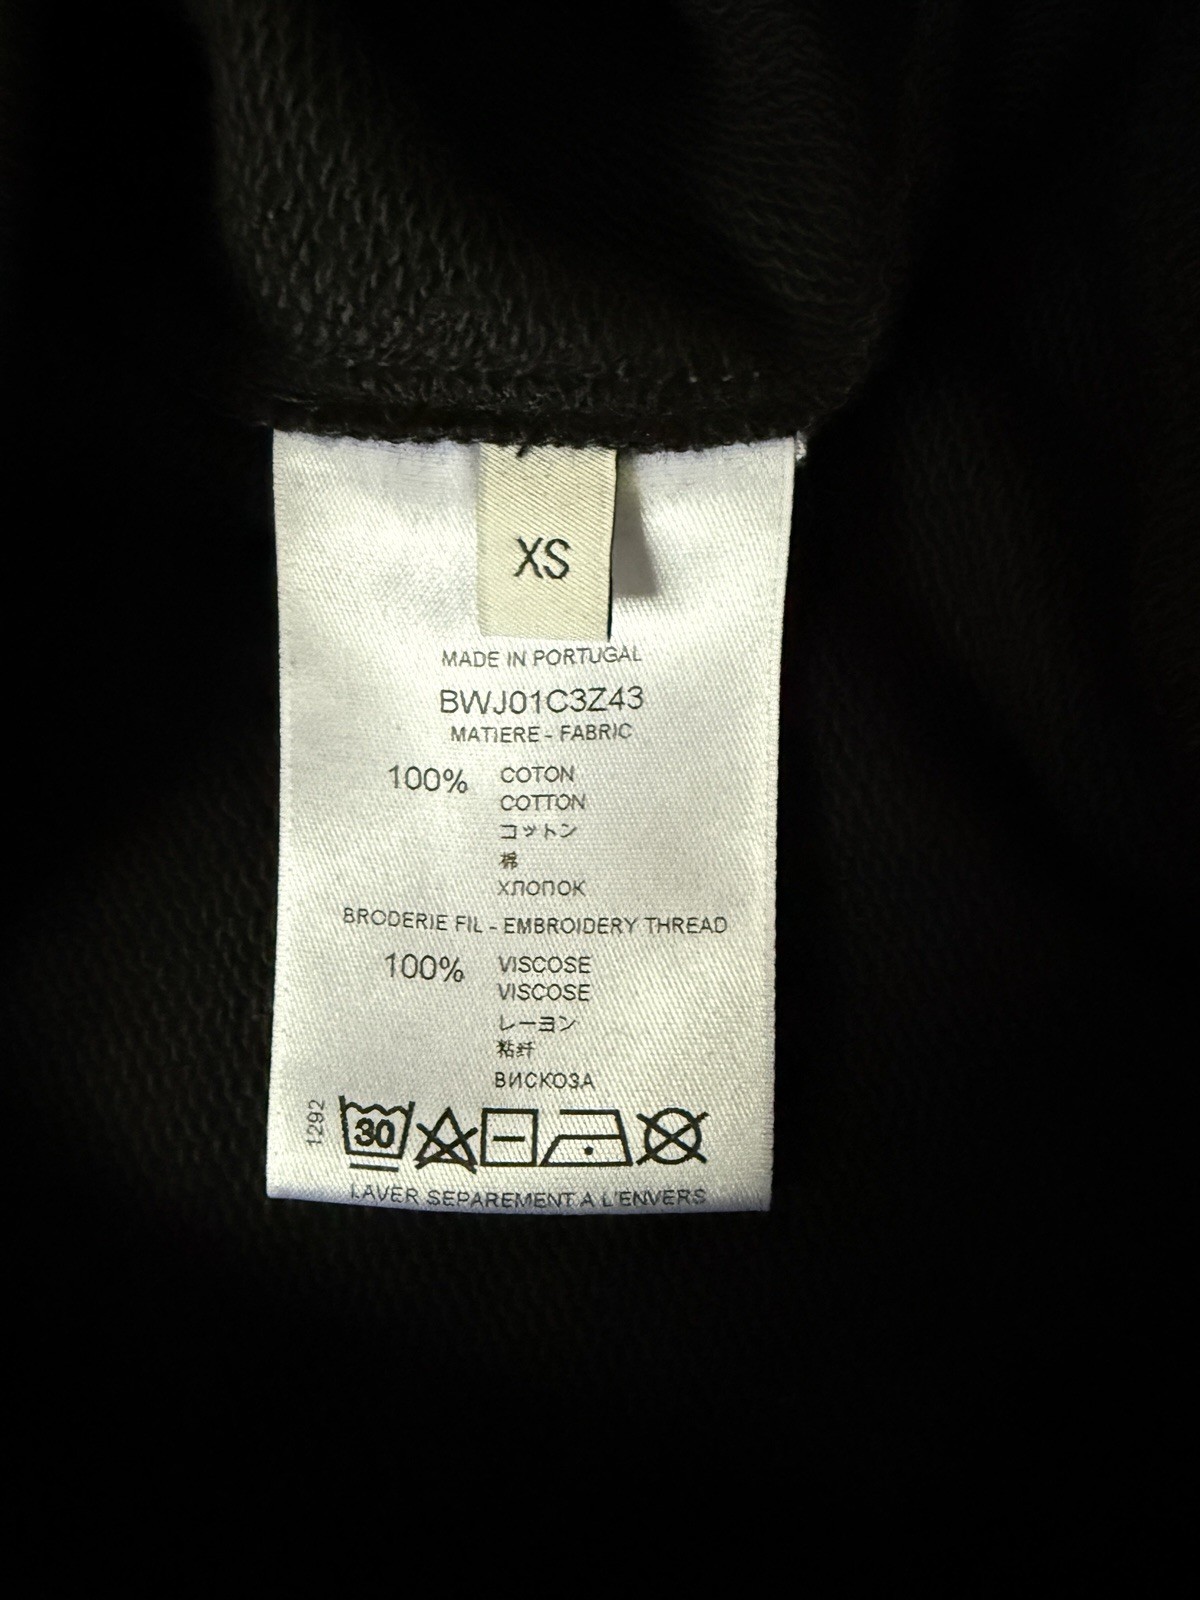 XS
MADE IN PORTUGAL
BWJ01C3Z43
MATIERE - FABRIC
100% COTON
COTTON
コットン
棉
ХЛОПОК
BRODERIE FIL - EMBROIDERY THREAD
100% VISCOSE
VISCOSE
レーヨン
粘纤
ВИСКОЗА
1292
30
LAVER SEPAREMENT A L'ENVERS